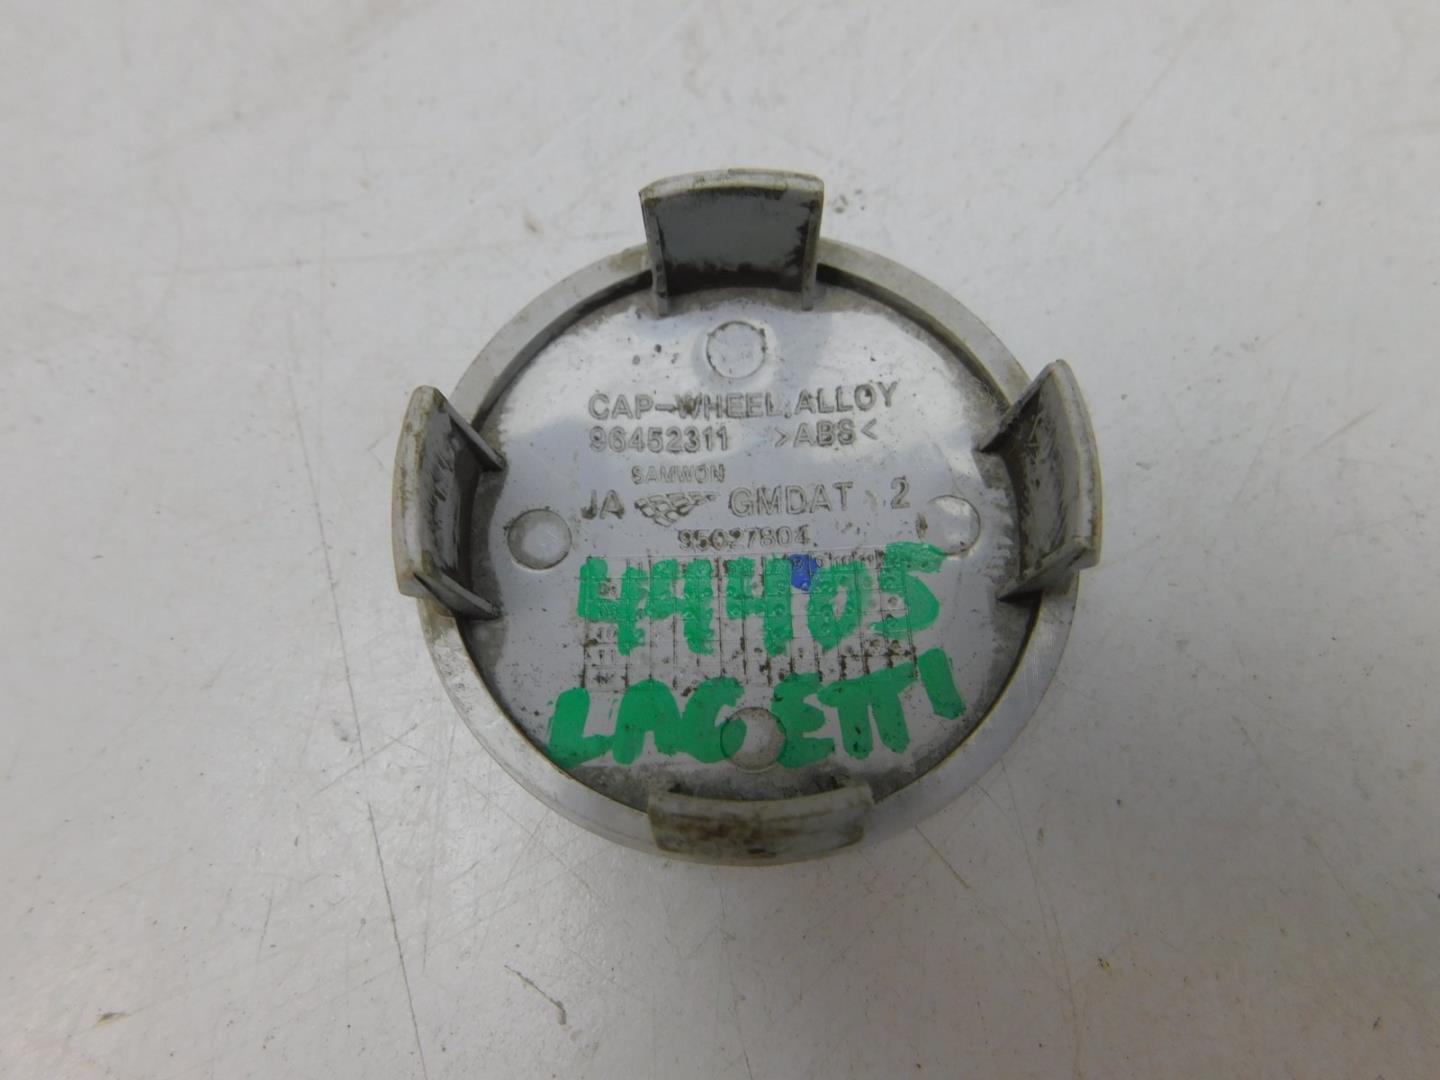 CAP-WHEEL,ALLOY
96452311 >ABS<
SAMWON
JA GMDAT 2
95027804
44405
LACETTI